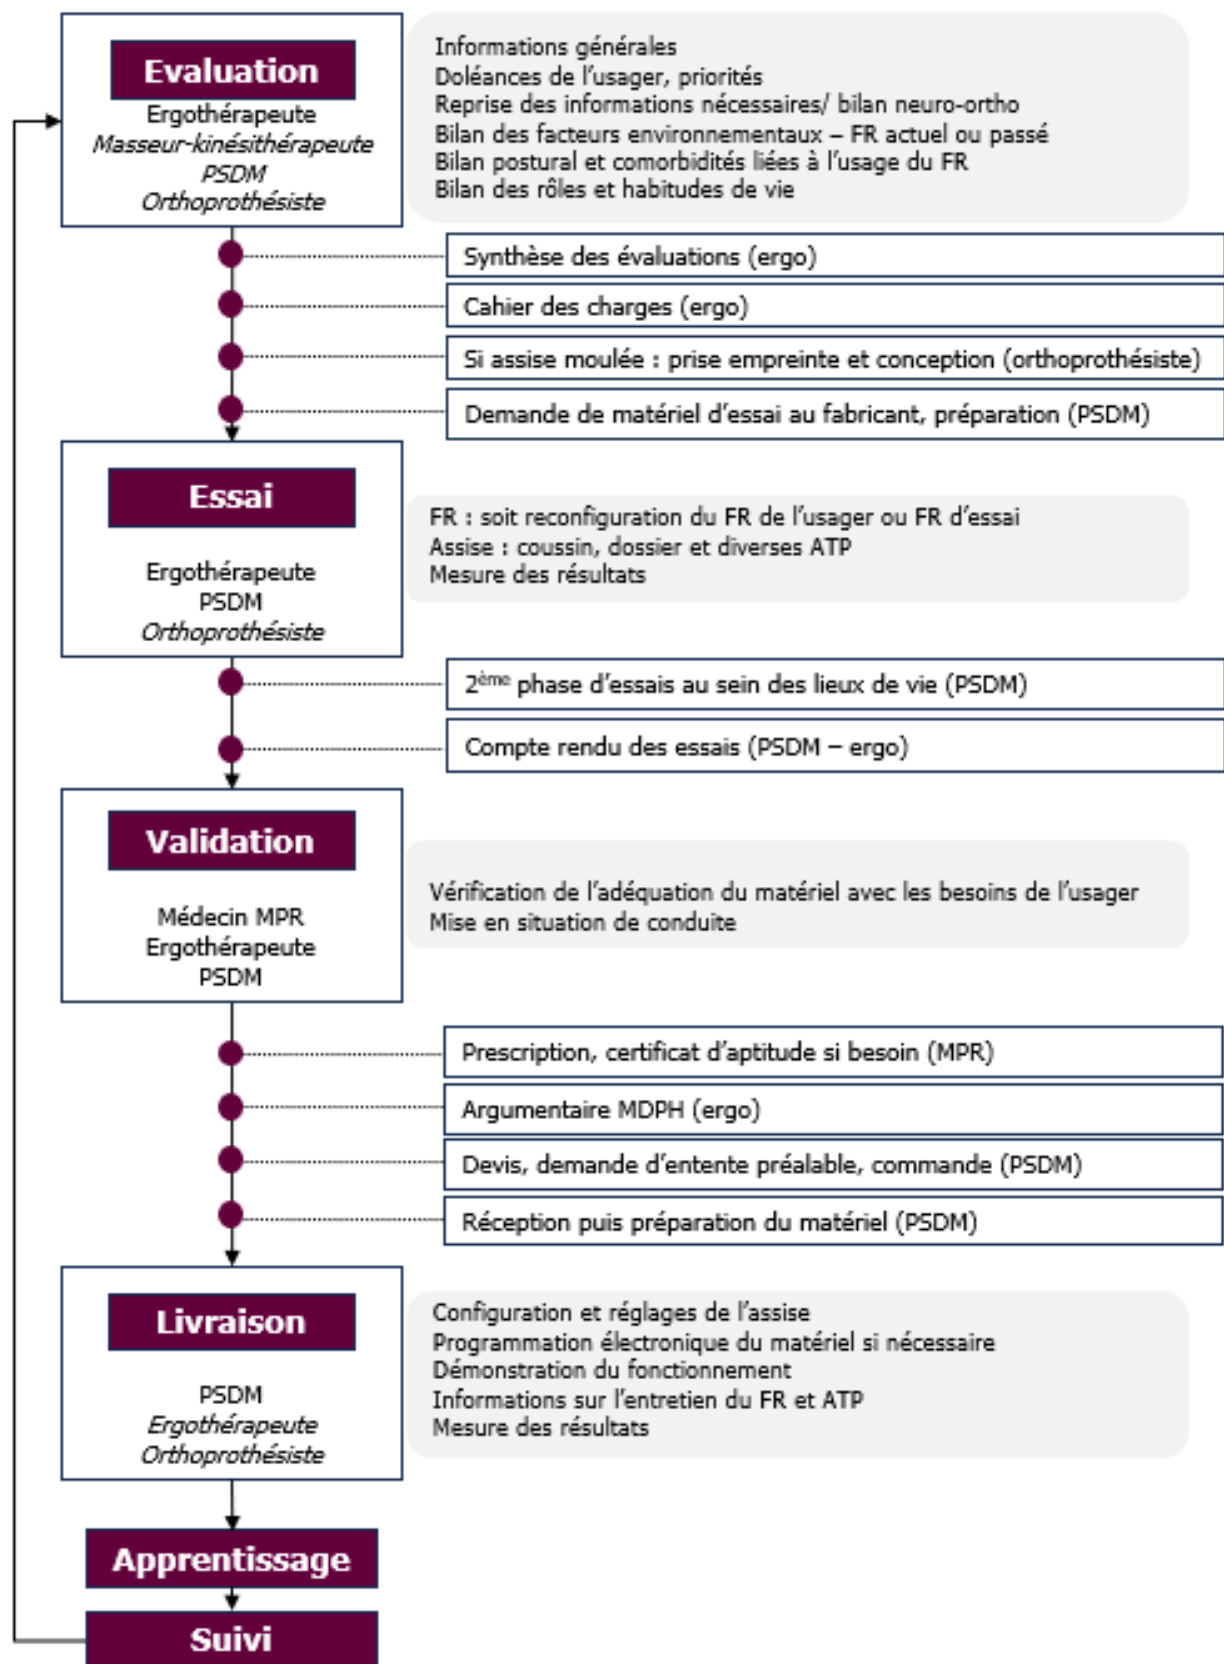 Evaluation
Ergothérapeute
Masseur-kinésithérapeute
PSDM
Orthoprothésiste
Informations générales
Doléances de l'usager, priorités
Reprise des informations nécessaires/ bilan neuro-ortho
Bilan des facteurs environnementaux – FR actuel ou passé
Bilan postural et comorbidités liées à l'usage du FR
Bilan des rôles et habitudes de vie
Synthèse des évaluations (ergo)
Cahier des charges (ergo)
Si assise moulée : prise empreinte et conception (orthoprothésiste)
Demande de matériel d'essai au fabricant, préparation (PSDM)
Essai
Ergothérapeute
PSDM
Orthoprothésiste
FR : soit reconfiguration du FR de l'usager ou FR d'essai
Assise : coussin, dossier et diverses ATP
Mesure des résultats
2ème phase d'essais au sein des lieux de vie (PSDM)
Compte rendu des essais (PSDM – ergo)
Validation
Médecin MPR
Ergothérapeute
PSDM
Vérification de l'adéquation du matériel avec les besoins de l'usager
Mise en situation de conduite
Prescription, certificat d'aptitude si besoin (MPR)
Argumentaire MDPH (ergo)
Devis, demande d'entente préalable, commande (PSDM)
Réception puis préparation du matériel (PSDM)
Livraison
PSDM
Ergothérapeute
Orthoprothésiste
Configuration et réglages de l'assise
Programmation électronique du matériel si nécessaire
Démonstration du fonctionnement
Informations sur l'entretien du FR et ATP
Mesure des résultats
Apprentissage
Suivi